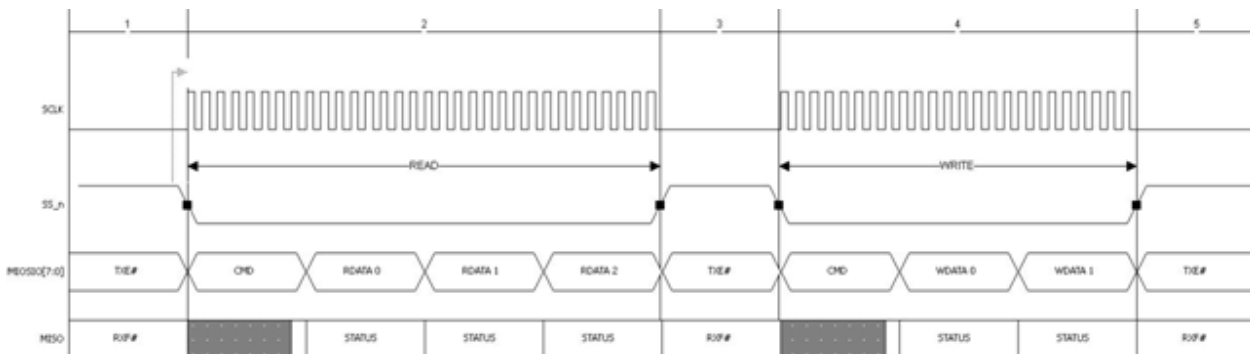 1 2 3 4 5
SCLK
READ WRITE
SS_n
MIOSIO[7:0] TXE# CMD RDATA 0 RDATA 1 RDATA 2 TXE# CMD WDATA 0 WDATA 1 TXE#
MISO RXF# STATUS STATUS STATUS RXF# STATUS STATUS RXF#